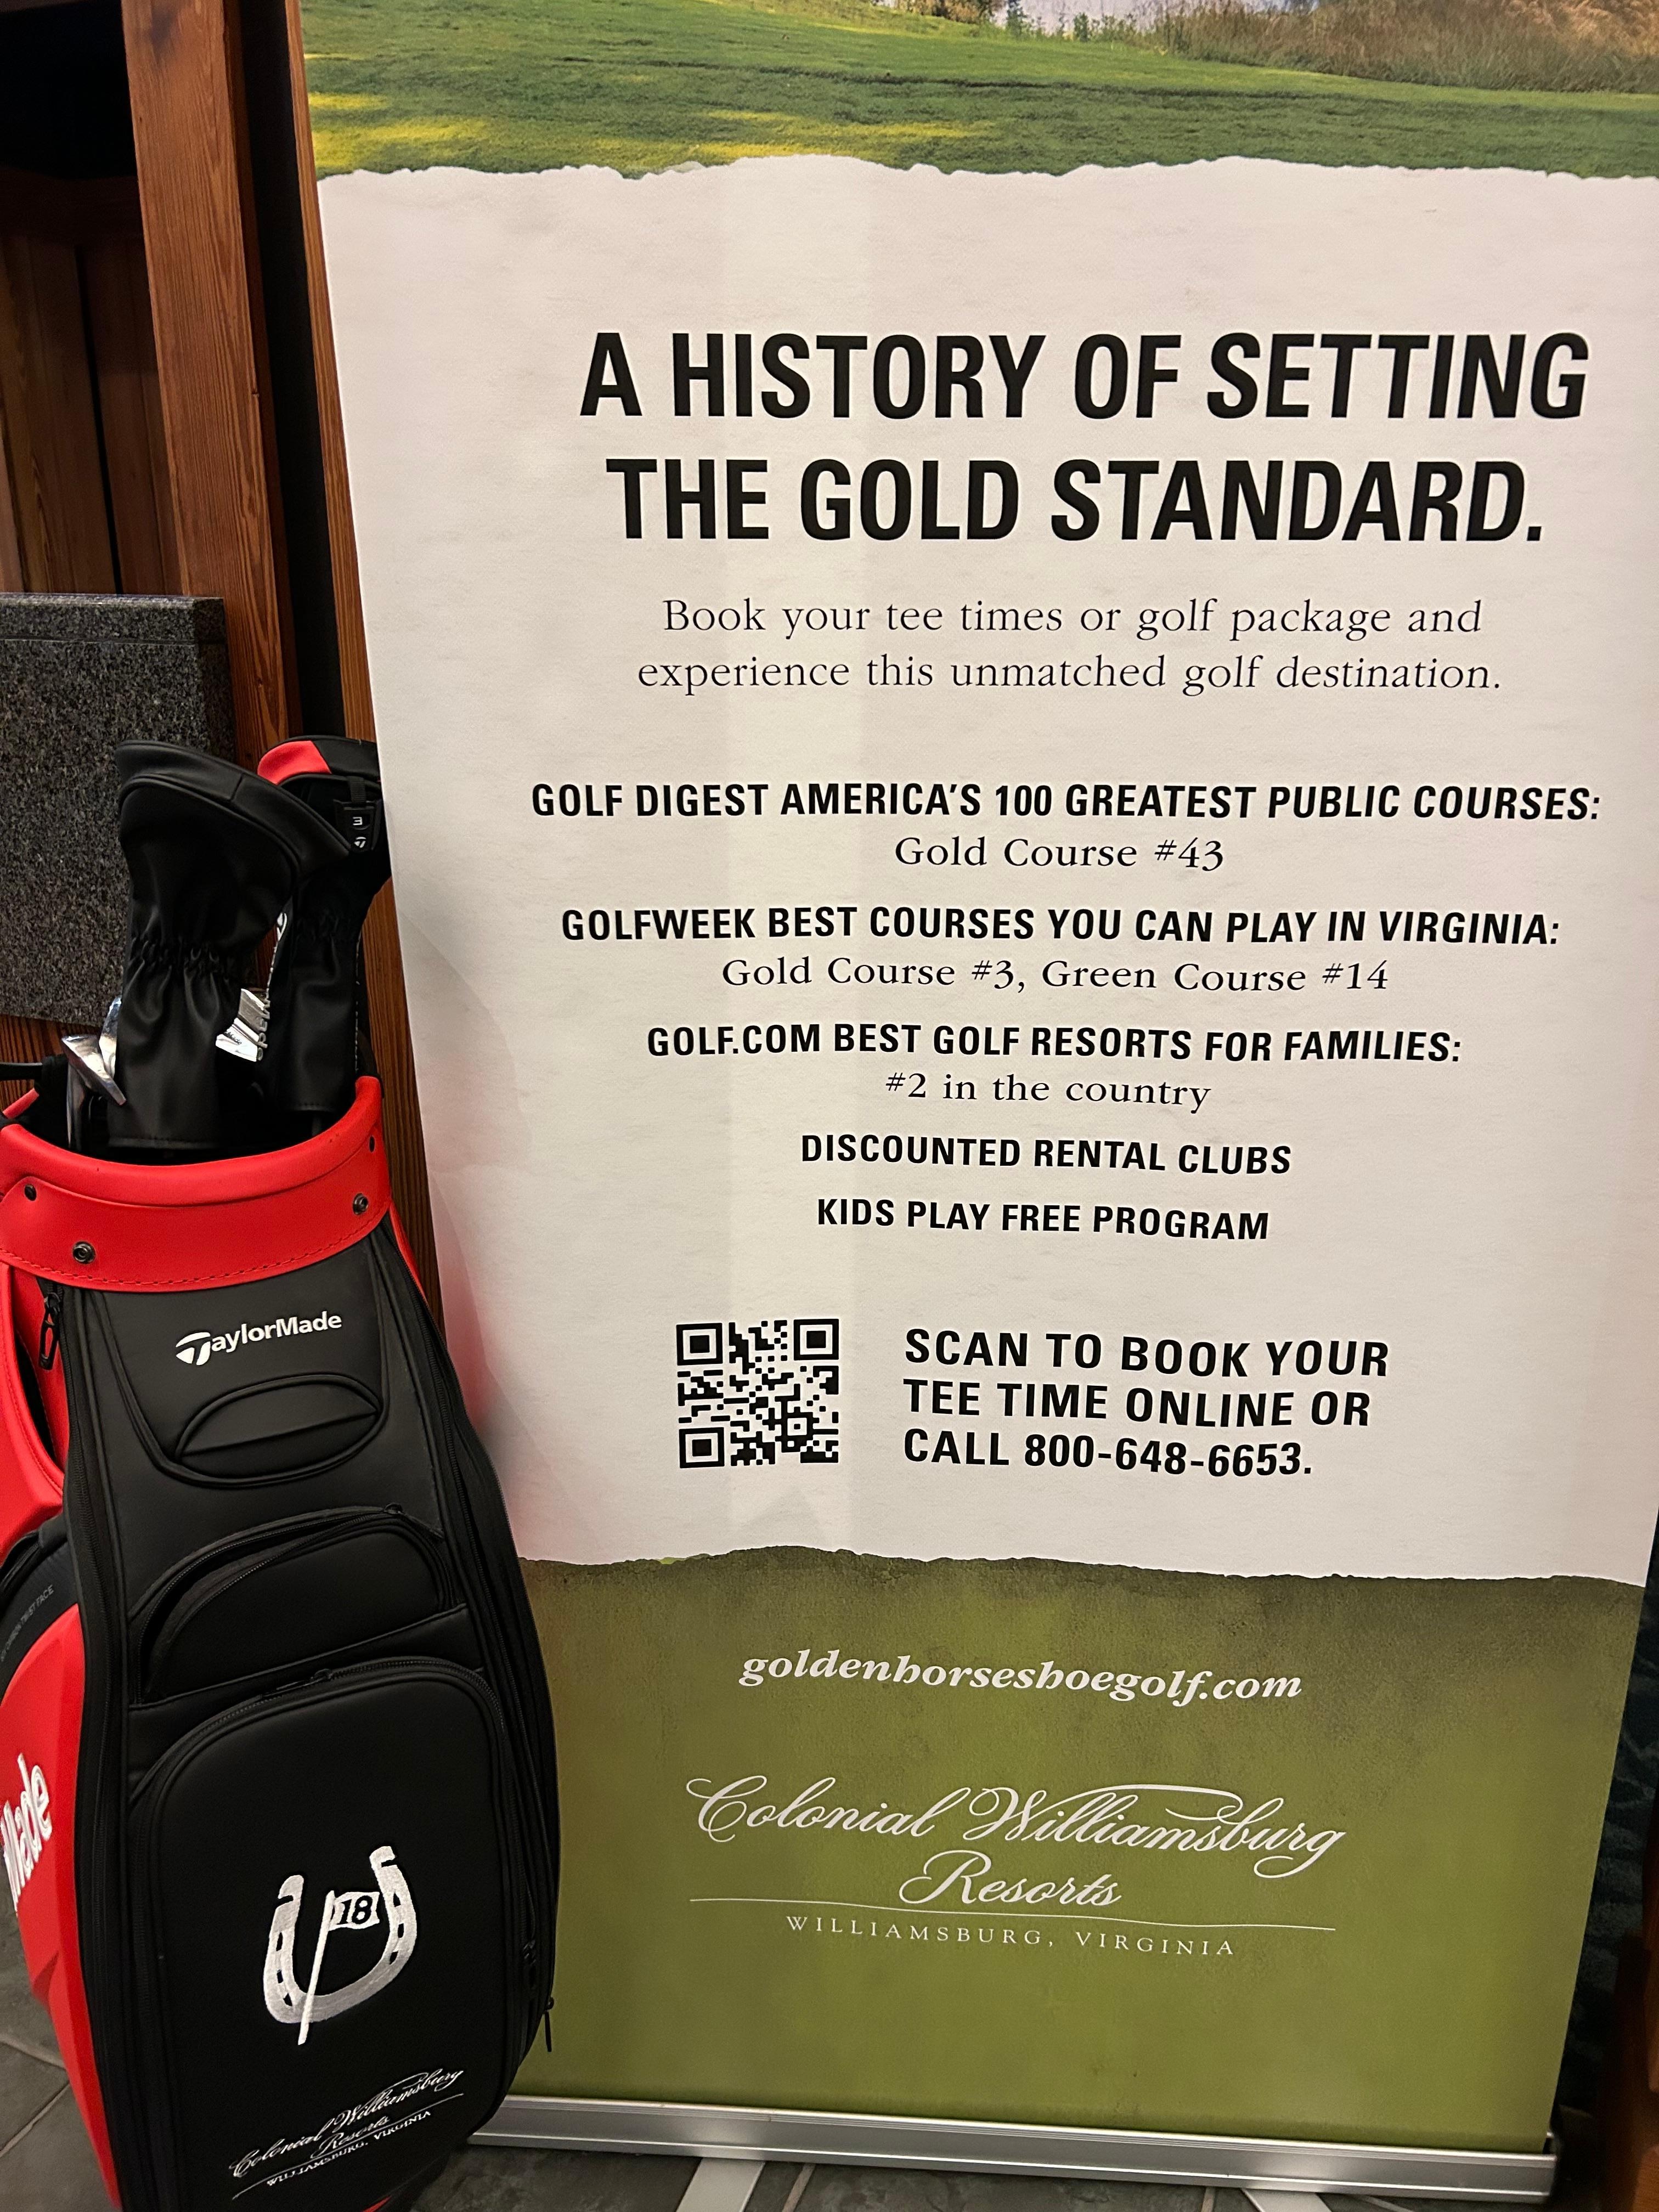 A HISTORY OF SETTING
THE GOLD STANDARD.
Book your tee times or golf package and
experience this unmatched golf destination.
GOLF DIGEST AMERICA'S 100 GREATEST PUBLIC COURSES:
Gold Course #43
GOLFWEEK BEST COURSES YOU CAN PLAY IN VIRGINIA:
Gold Course #3, Green Course #14
GOLF.COM BEST GOLF RESORTS FOR FAMILIES:
#2 in the country
DISCOUNTED RENTAL CLUBS
KIDS PLAY FREE PROGRAM
SCAN TO BOOK YOUR
TEE TIME ONLINE OR
CALL 800-648-6653.
goldenhorseshoegolf.com
Colonial Williamsburg
Resorts
WILLIAMSBURG, VIRGINIA
3
TaylorMade
18
Colonial Williamsburg
Resorts
WILLIAMSBURG, VIRGINIA